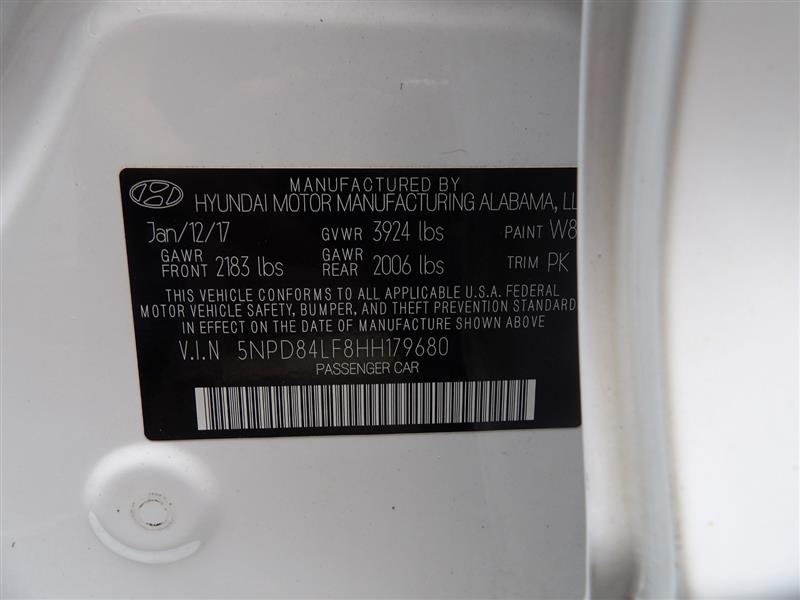 MANUFACTURED BY
HYUNDAI MOTOR MANUFACTURING ALABAMA, LL
Jan/12/17 GVWR 3924 lbs PAINT W8
GAWR FRONT 2183 lbs GAWR REAR 2006 lbs TRIM PK
THIS VEHICLE CONFORMS TO ALL APPLICABLE U.S.A. FEDERAL
MOTOR VEHICLE SAFETY, BUMPER, AND THEFT PREVENTION STANDARD
IN EFFECT ON THE DATE OF MANUFACTURE SHOWN ABOVE
V.I.N 5NPD84LF8HH179680
PASSENGER CAR